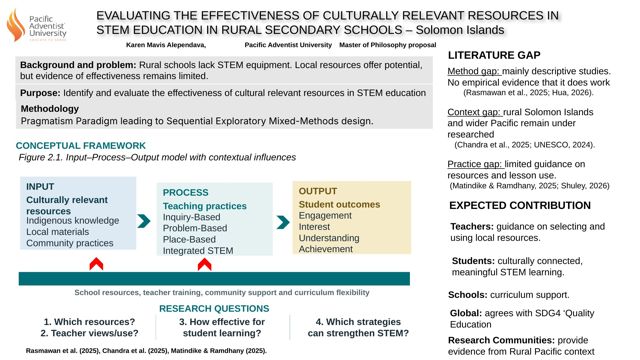 Pacific
Adventist
University
EVALUATING THE EFFECTIVENESS OF CULTURALLY RELEVANT RESOURCES IN
STEM EDUCATION IN RURAL SECONDARY SCHOOLS – Solomon Islands
Karen Mavis Alependava, Pacific Adventist University Master of Philosophy proposal
Background and problem: Rural schools lack STEM equipment. Local resources offer potential,
but evidence of effectiveness remains limited.
Purpose: Identify and evaluate the effectiveness of cultural relevant resources in STEM education
Methodology
Pragmatism Paradigm leading to Sequential Exploratory Mixed-Methods design.
CONCEPTUAL FRAMEWORK
Figure 2.1. Input–Process–Output model with contextual influences
INPUT
Culturally relevant
resources
Indigenous knowledge
Local materials
Community practices
PROCESS
Teaching practices
Inquiry-Based
Problem-Based
Place-Based
Integrated STEM
OUTPUT
Student outcomes
Engagement
Interest
Understanding
Achievement
School resources, teacher training, community support and curriculum flexibility
RESEARCH QUESTIONS
1. Which resources?
2. Teacher views/use?
3. How effective for
student learning?
4. Which strategies
can strengthen STEM?
Rasmawan et al. (2025), Chandra et al. (2025), Matindike & Ramdhany (2025).
LITERATURE GAP
Method gap: mainly descriptive studies.
No empirical evidence that it does work
(Rasmawan et al., 2025; Hua, 2026).
Context gap: rural Solomon Islands
and wider Pacific remain under
researched
(Chandra et al., 2025; UNESCO, 2024).
Practice gap: limited guidance on
resources and lesson use.
(Matindike & Ramdhany, 2025; Shuley, 2026)
EXPECTED CONTRIBUTION
Teachers: guidance on selecting and
using local resources.
Students: culturally connected,
meaningful STEM learning.
Schools: curriculum support.
Global: agrees with SDG4 'Quality
Education
Research Communities: provide
evidence from Rural Pacific context